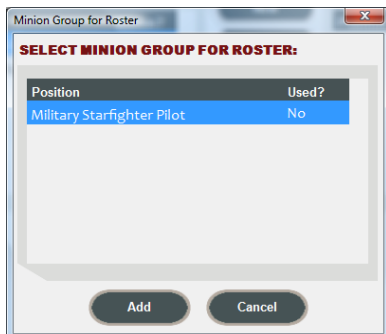 Minion Group for Roster
SELECT MINION GROUP FOR ROSTER:
Position Used?
Military Starfighter Pilot No
Add Cancel